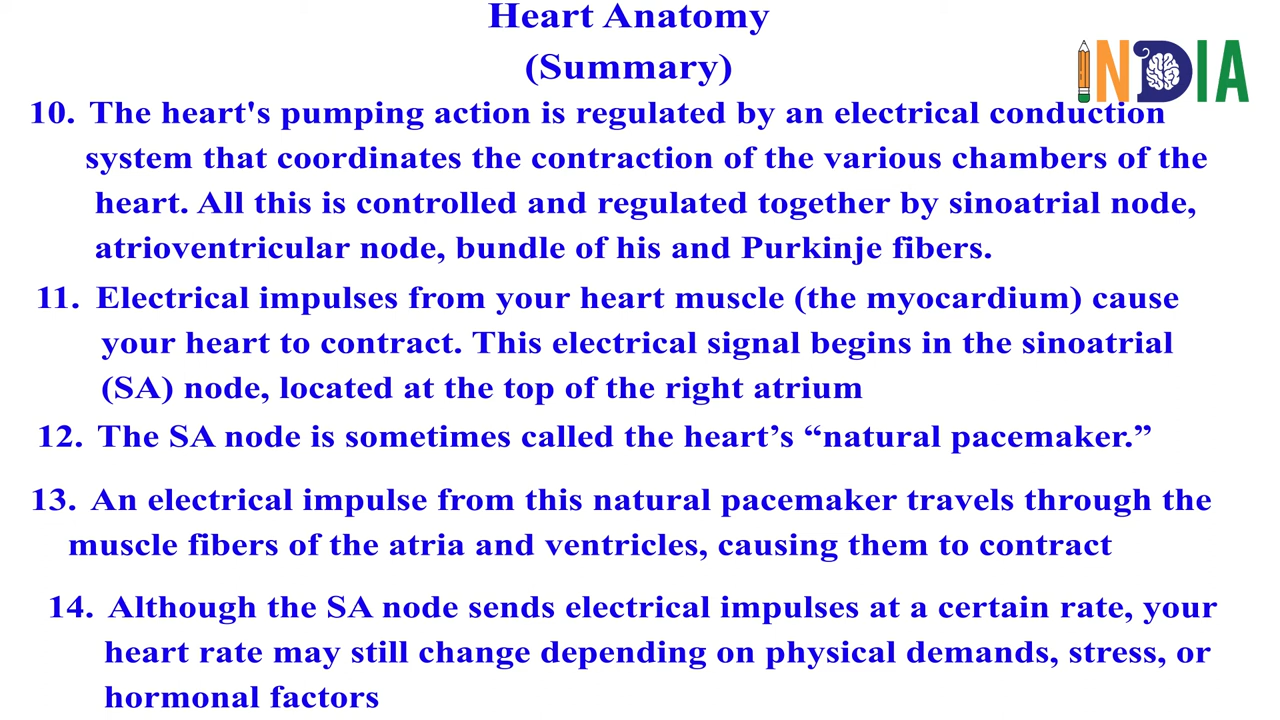 Heart Anatomy
(Summary)
INDIA
10. The heart's pumping action is regulated by an electrical conduction
system that coordinates the contraction of the various chambers of the
heart. All this is controlled and regulated together by sinoatrial node,
atrioventricular node, bundle of his and Purkinje fibers.
11. Electrical impulses from your heart muscle (the myocardium) cause
your heart to contract. This electrical signal begins in the sinoatrial
(SA) node, located at the top of the right atrium
12. The SA node is sometimes called the heart’s “natural pacemaker.”
13. An electrical impulse from this natural pacemaker travels through the
muscle fibers of the atria and ventricles, causing them to contract
14. Although the SA node sends electrical impulses at a certain rate, your
heart rate may still change depending on physical demands, stress, or
hormonal factors